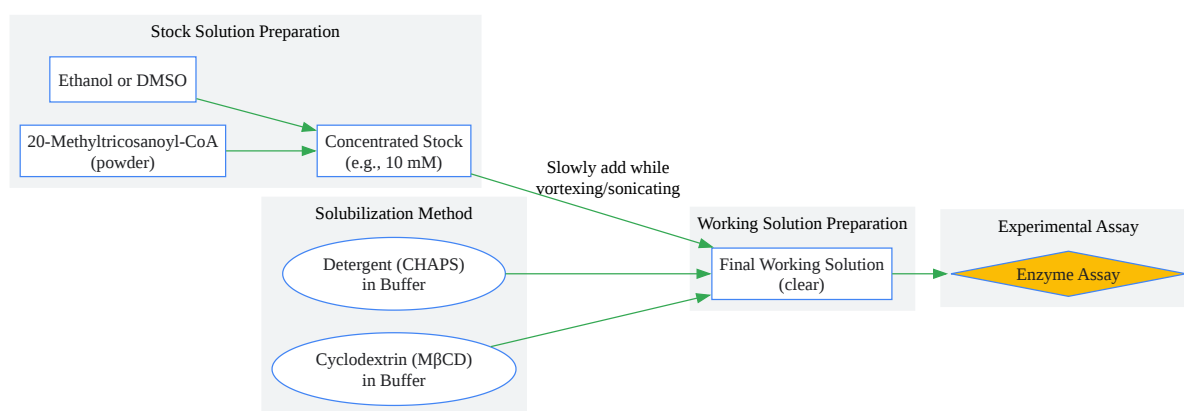 Stock Solution Preparation
Ethanol or DMSO
20-Methyltricosanoyl-CoA
(powder)
Concentrated Stock
(e.g., 10 mM)
Slowly add while
vortexing/sonicating
Solubilization Method
Detergent (CHAPS)
in Buffer
Cyclodextrin (MβCD)
in Buffer
Working Solution Preparation
Final Working Solution
(clear)
Experimental Assay
Enzyme Assay